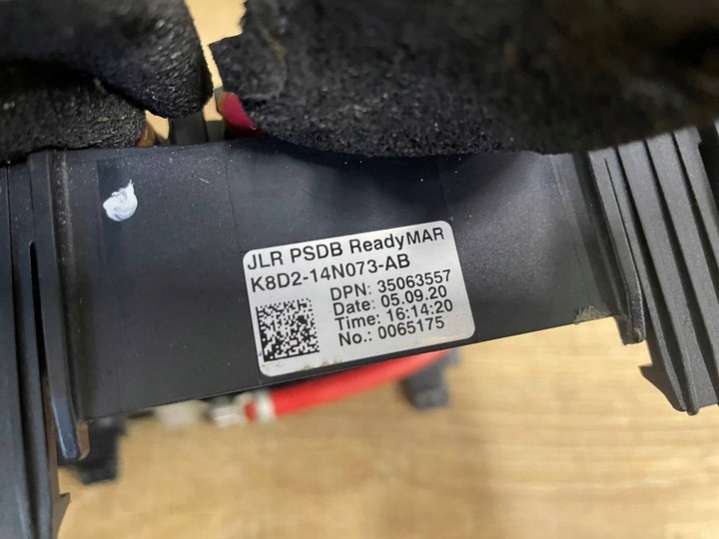 JLR PSDB ReadyMAR
K8D2-14N073-AB
DPN: 35063557
Date: 05.09.20
Time: 16:14:20
No.: 0065175